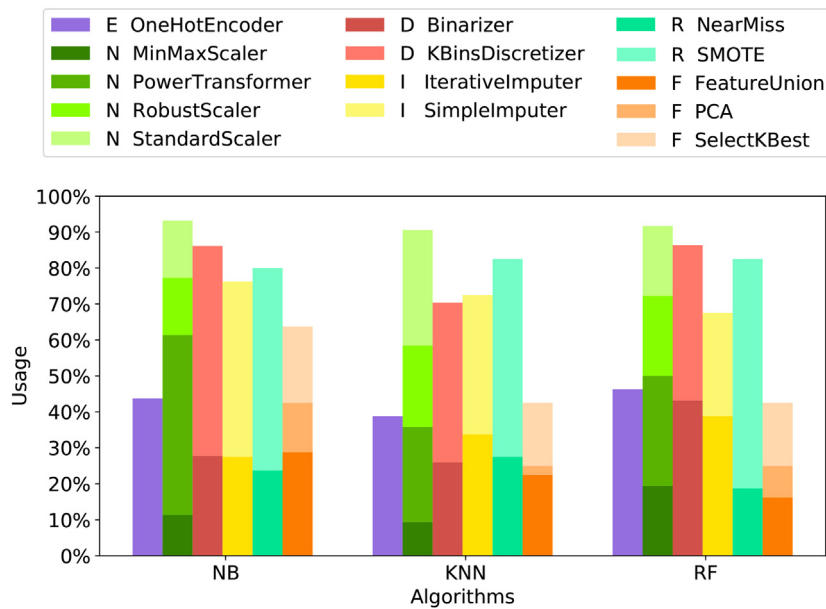 E OneHotEncoder
N MinMaxScaler
N PowerTransformer
N RobustScaler
N StandardScaler
D Binarizer
D KBinsDiscretizer
I IterativeImputer
I SimpleImputer
R NearMiss
R SMOTE
F FeatureUnion
F PCA
F SelectKBest
100%
90%
80%
70%
60%
50%
40%
30%
20%
10%
0%
Usage
NB KNN RF
Algorithms